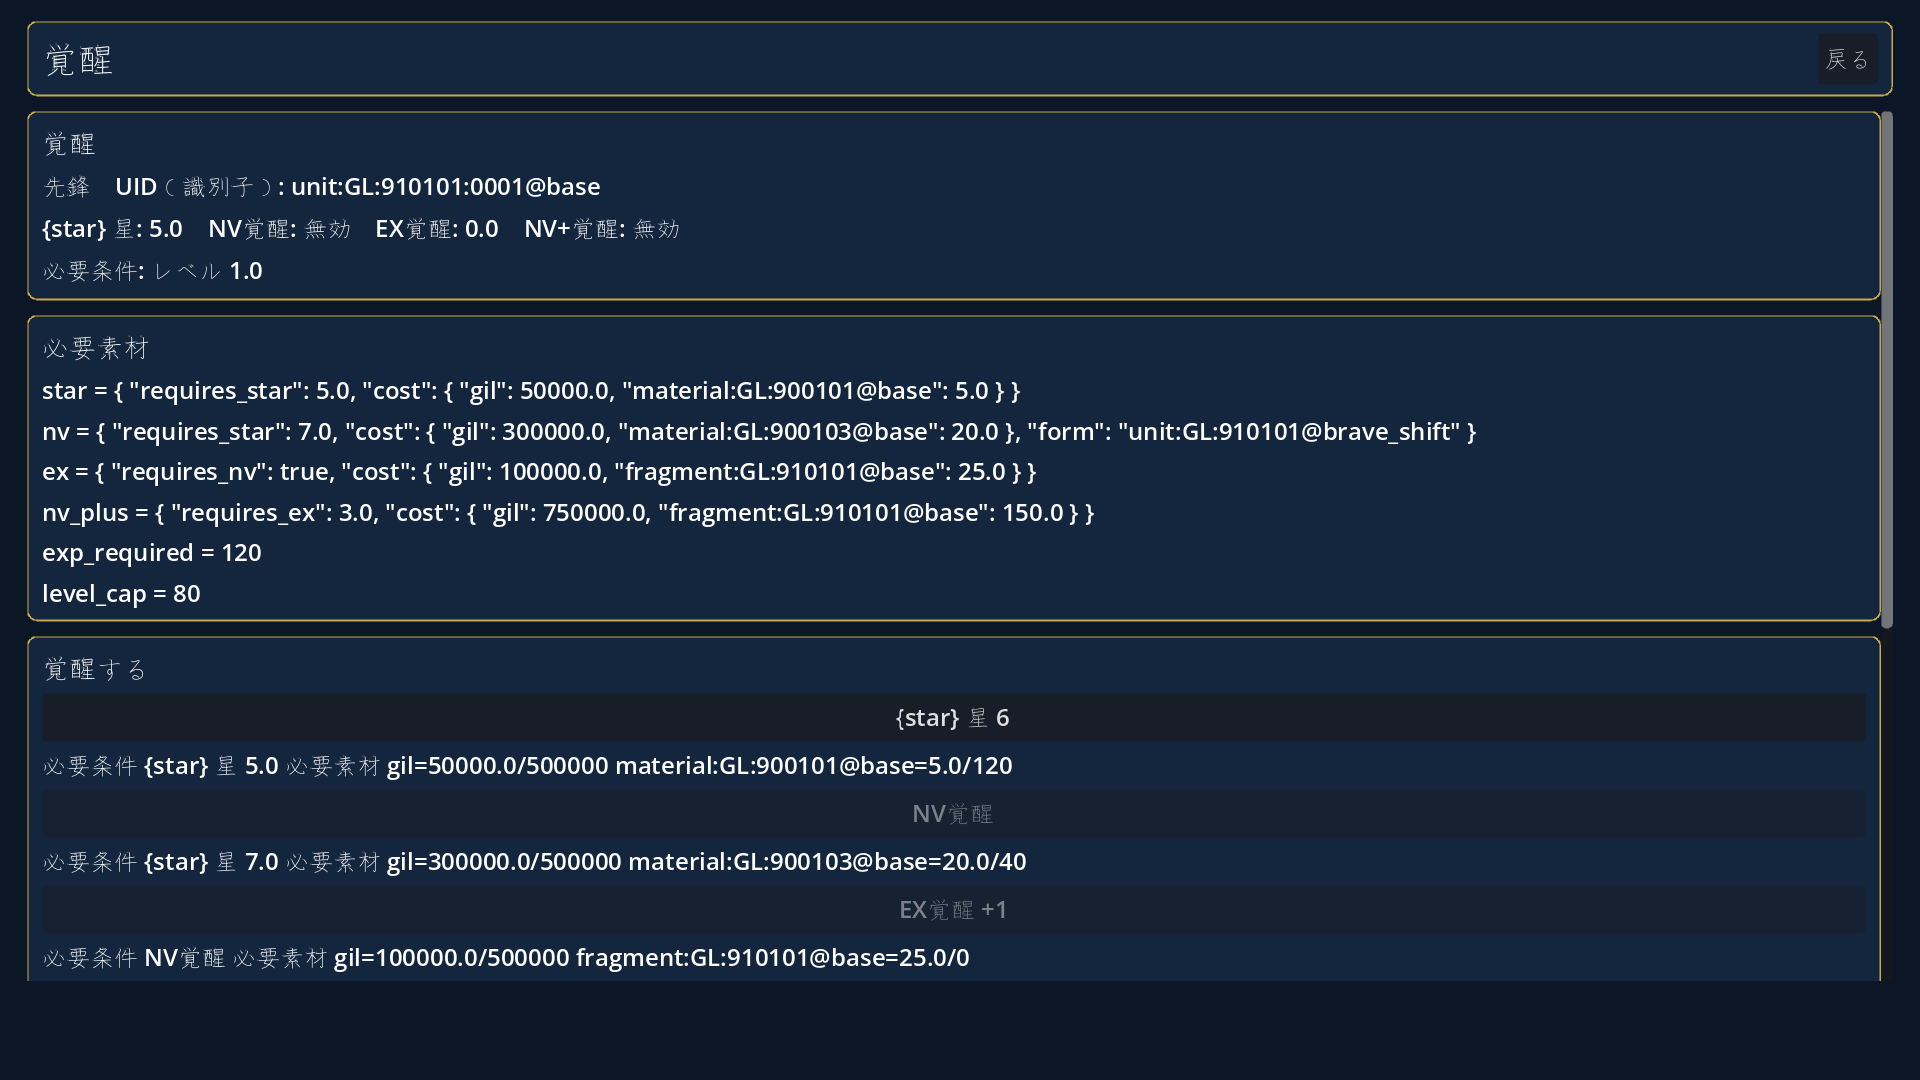 覚醒
戻る
覚醒
先鋒　UID（識別子）: unit:GL:910101:0001@base
{star} 星: 5.0　NV覚醒: 無効　EX覚醒: 0.0　NV+覚醒: 無効
必要条件: レベル 1.0
必要素材
star = { "requires_star": 5.0, "cost": { "gil": 50000.0, "material:GL:900101@base": 5.0 } }
nv = { "requires_star": 7.0, "cost": { "gil": 300000.0, "material:GL:900103@base": 20.0 }, "form": "unit:GL:910101@brave_shift" }
ex = { "requires_nv": true, "cost": { "gil": 100000.0, "fragment:GL:910101@base": 25.0 } }
nv_plus = { "requires_ex": 3.0, "cost": { "gil": 750000.0, "fragment:GL:910101@base": 150.0 } }
exp_required = 120
level_cap = 80
覚醒する
{star} 星 6
必要条件 {star} 星 5.0 必要素材 gil=50000.0/500000 material:GL:900101@base=5.0/120
NV覚醒
必要条件 {star} 星 7.0 必要素材 gil=300000.0/500000 material:GL:900103@base=20.0/40
EX覚醒 +1
必要条件 NV覚醒 必要素材 gil=100000.0/500000 fragment:GL:910101@base=25.0/0